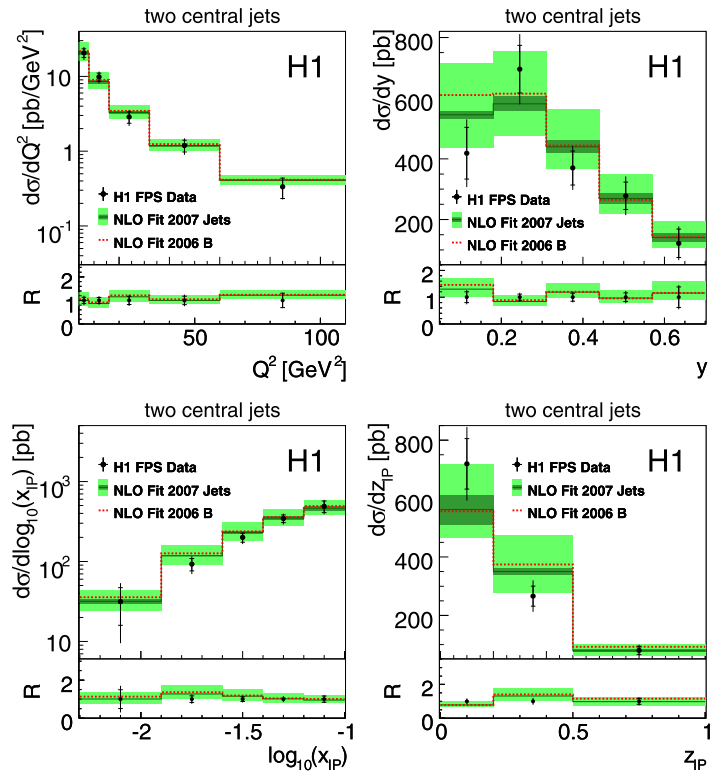 two central jets
dσ/dQ² [pb/GeV²]
H1
10
1
10⁻¹
H1 FPS Data
NLO Fit 2007 Jets
NLO Fit 2006 B
R
2
1
0
50
100
Q² [GeV²]
two central jets
dσ/dy [pb]
H1
800
600
400
200
H1 FPS Data
NLO Fit 2007 Jets
NLO Fit 2006 B
R
2
1
0
0.2
0.4
0.6
y
two central jets
dσ/dlog₁₀(x_IP) [pb]
H1
10³
10²
10
H1 FPS Data
NLO Fit 2007 Jets
NLO Fit 2006 B
R
2
0
-2
-1.5
-1
log₁₀(x_IP)
two central jets
dσ/dz_IP [pb]
H1
800
600
400
200
H1 FPS Data
NLO Fit 2007 Jets
NLO Fit 2006 B
R
2
0
0
0.5
1
z_IP